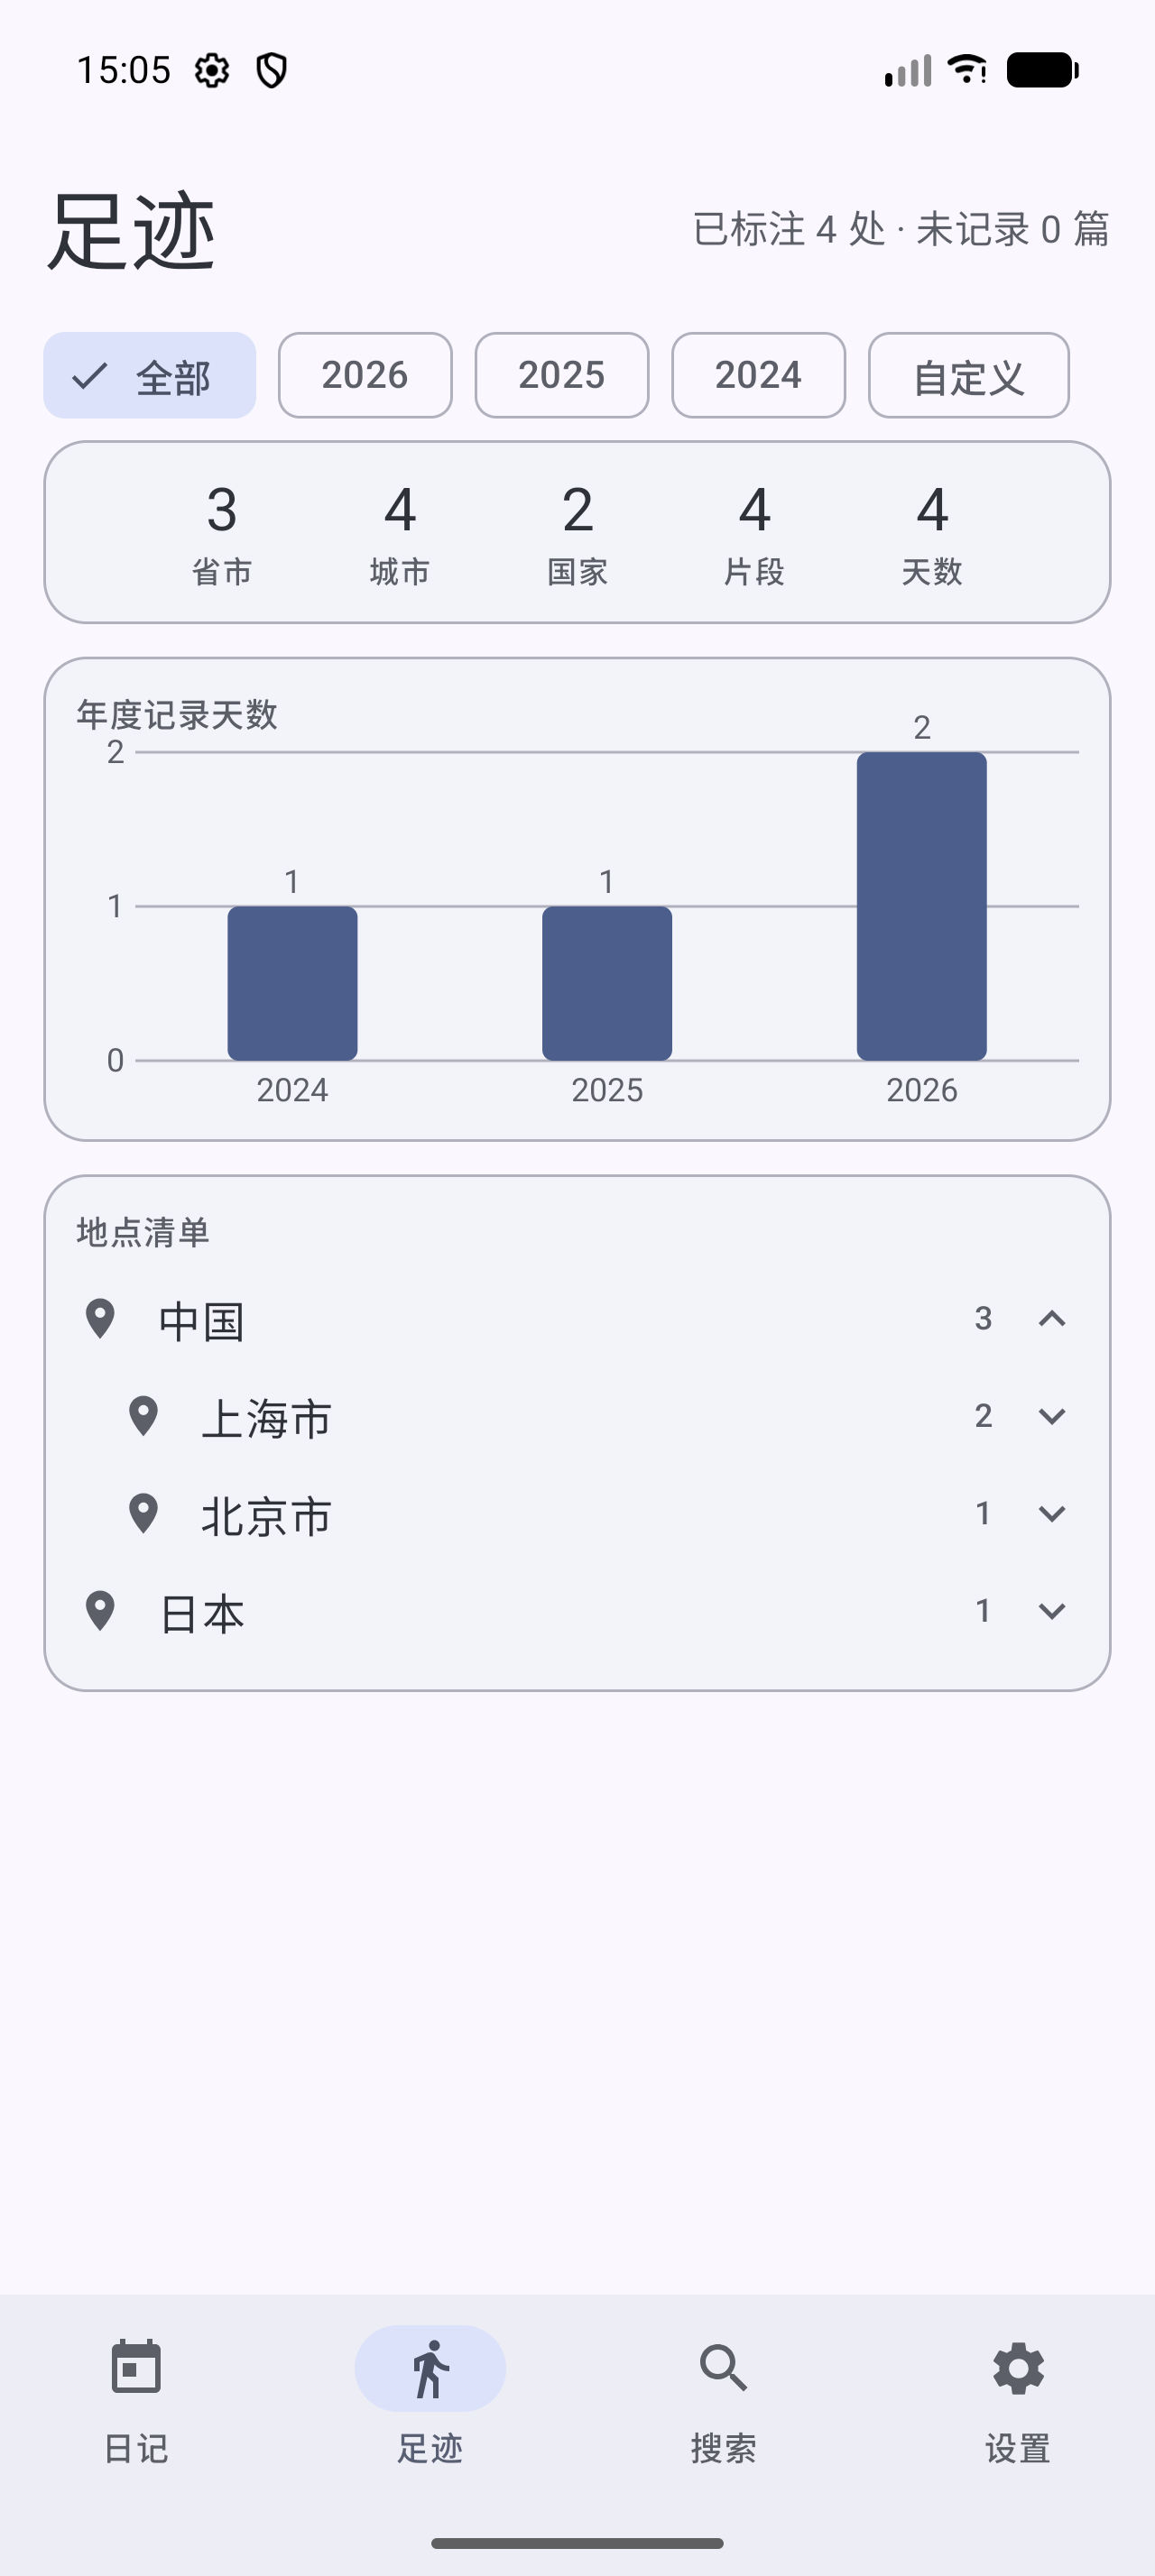 15:05
足迹
已标注 4 处 · 未记录 0 篇
全部 2026 2025 2024 自定义
3 4 2 4 4
省市 城市 国家 片段 天数
年度记录天数
2
2
1 1
1
0
2024 2025 2026
地点清单
中国 3
上海市 2
北京市 1
日本 1
日记 足迹 搜索 设置